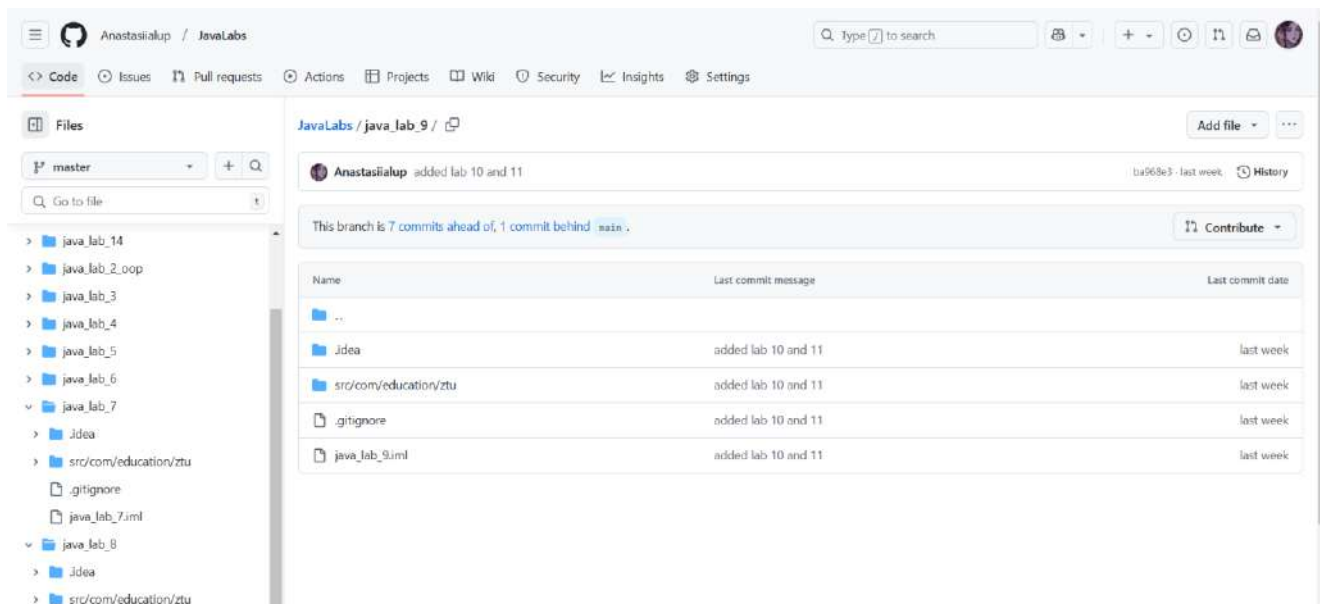 Anastasiialup / JavaLabs
Type / to search
Code Issues Pull requests Actions Projects Wiki Security Insights Settings
Files
master
Go to file t
java_lab_14
java_lab_2_oop
java_lab_3
java_lab_4
java_lab_5
java_lab_6
java_lab_7
.idea
src/com/education/ztu
.gitignore
java_lab_7.iml
java_lab_8
.idea
src/com/education/ztu
JavaLabs / java_lab_9 /
Add file
Anastasiialup added lab 10 and 11
ba968e3 · last week History
This branch is 7 commits ahead of, 1 commit behind main .
Contribute
Name Last commit message Last commit date
..
.idea added lab 10 and 11 last week
src/com/education/ztu added lab 10 and 11 last week
.gitignore added lab 10 and 11 last week
java_lab_9.iml added lab 10 and 11 last week